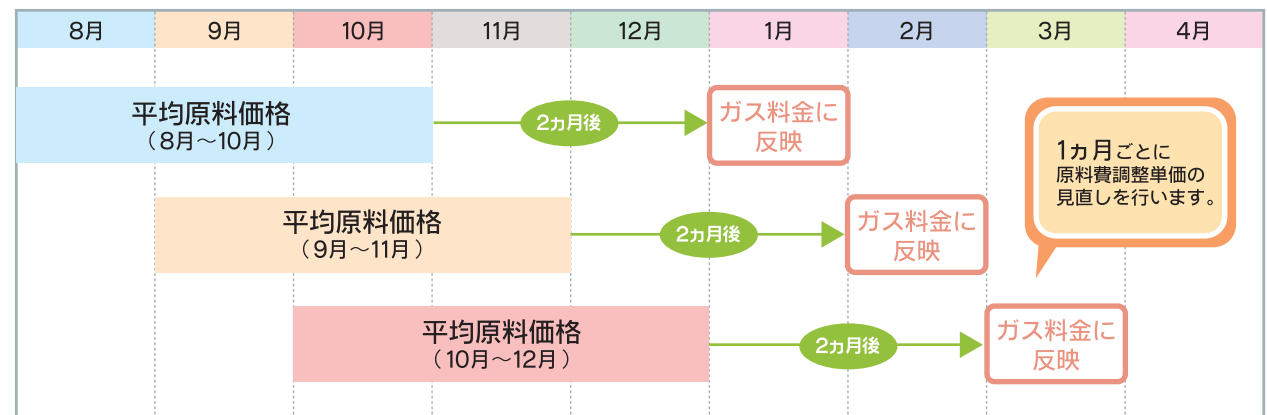 8月 9月 10月 11月 12月 1月 2月 3月 4月
平均原料価格
（8月～10月）
2ヵ月後
ガス料金に
反映
平均原料価格
（9月～11月）
2ヵ月後
ガス料金に
反映
平均原料価格
（10月～12月）
2ヵ月後
ガス料金に
反映
1ヵ月ごとに
原料費調整単価の
見直しを行います。